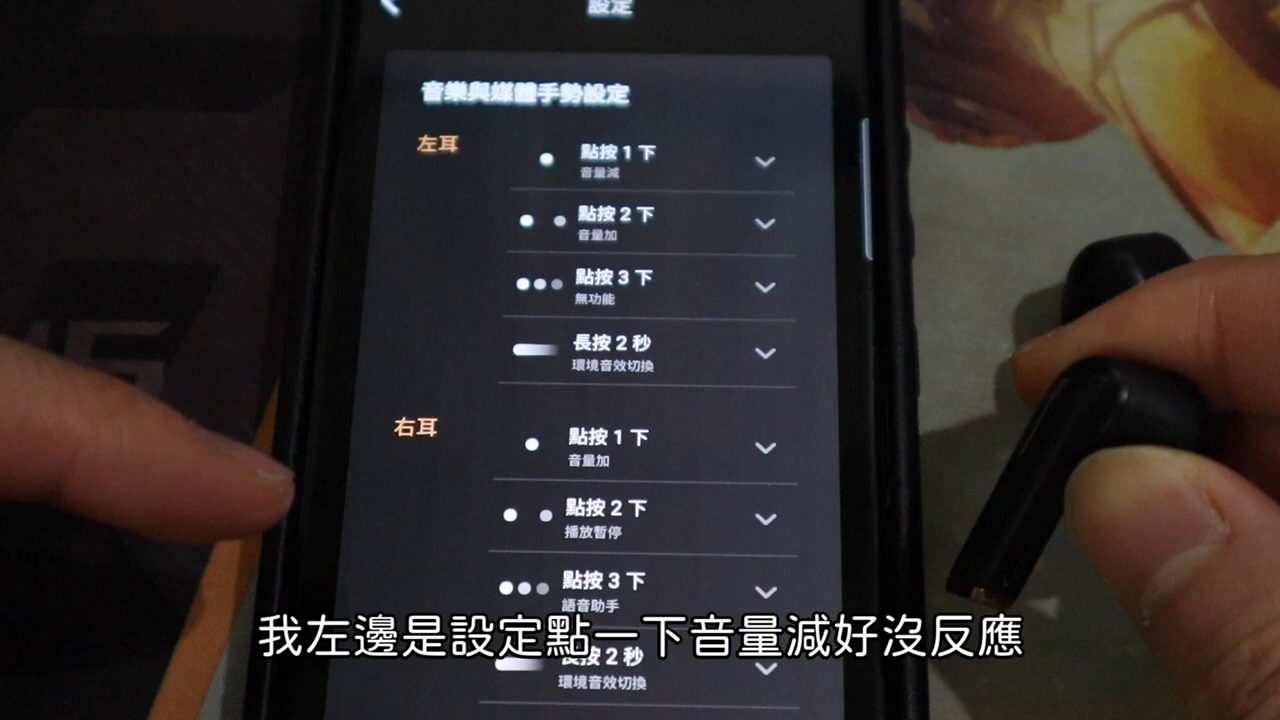 設定
音樂與媒體手勢設定
左耳
點按 1 下
音量減
點按 2 下
音量加
點按 3 下
無功能
長按 2 秒
環境音效切換
右耳
點按 1 下
音量加
點按 2 下
播放暫停
點按 3 下
語音助手
長按 2 秒
環境音效切換
我左邊是設定點一下音量減好沒反應